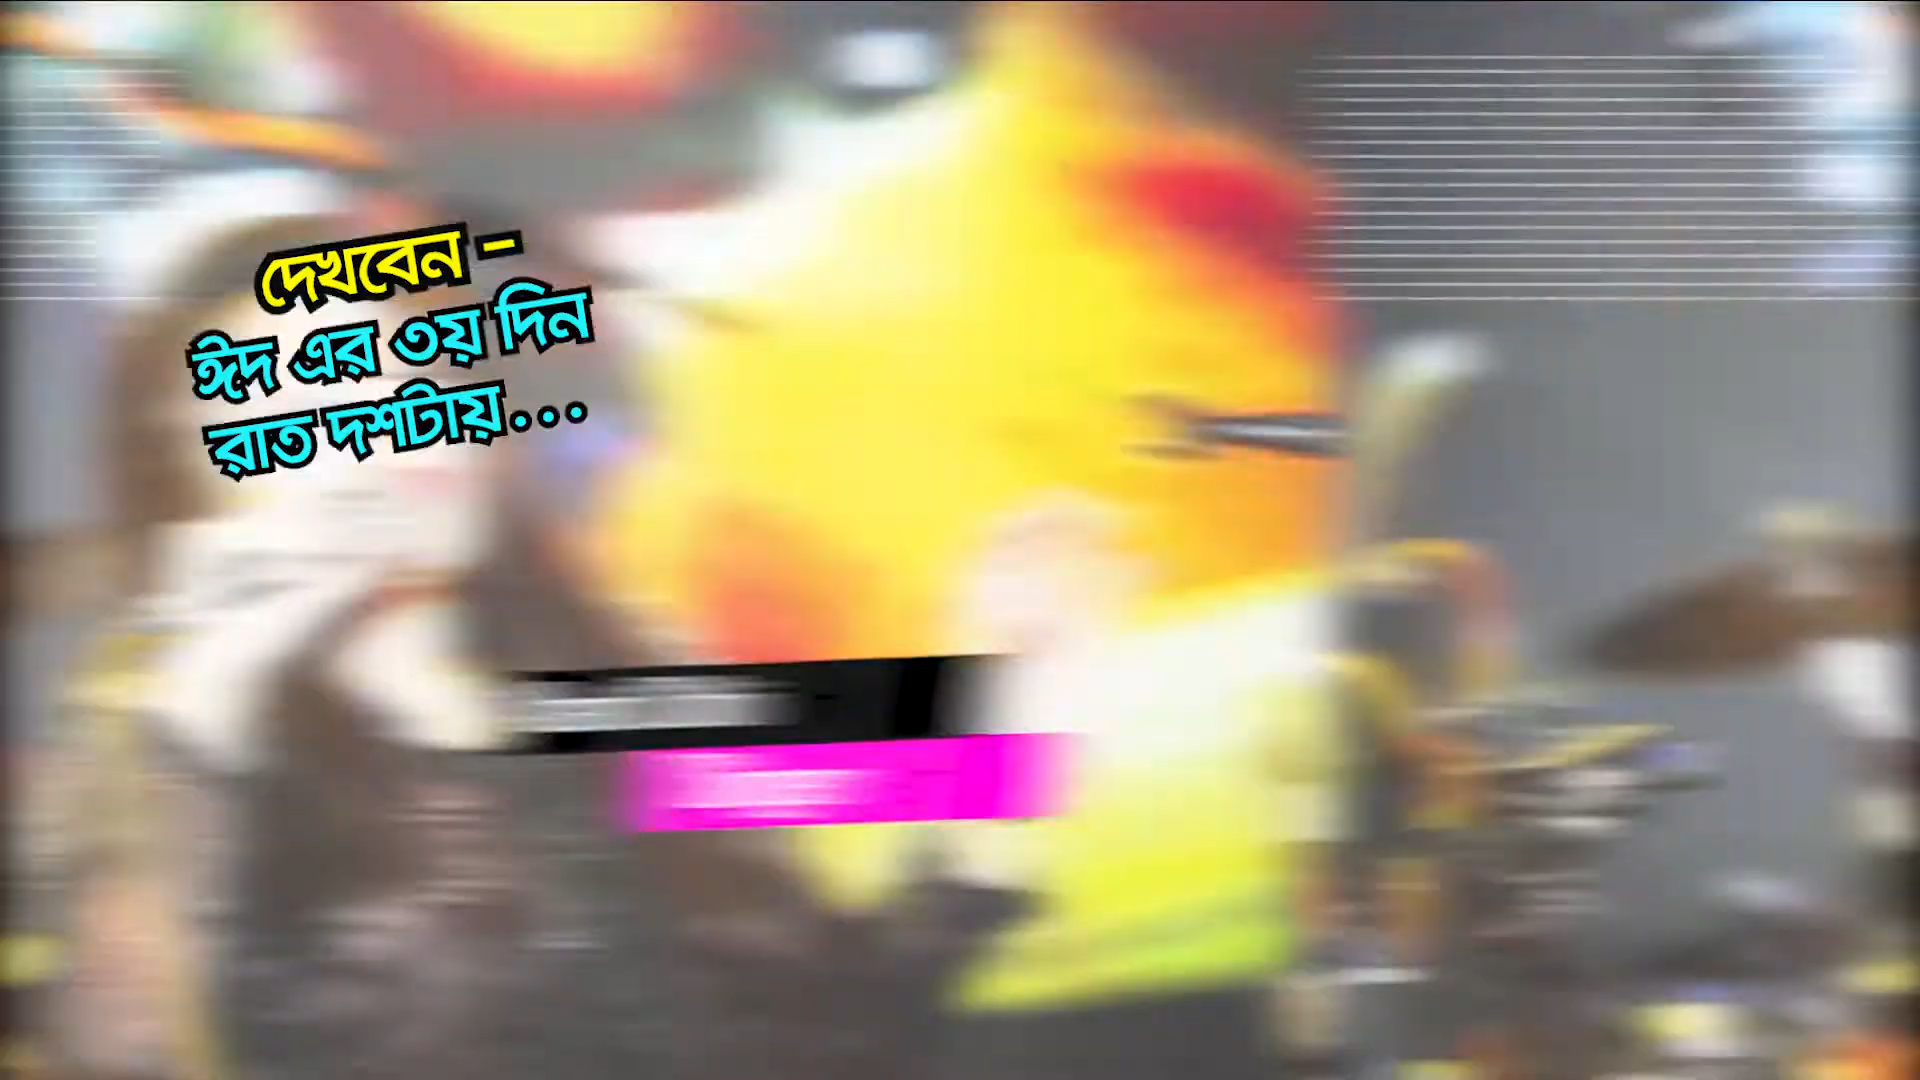 দেখবেন -
ঈদ এর ৩য় দিন
রাত দশটায়...